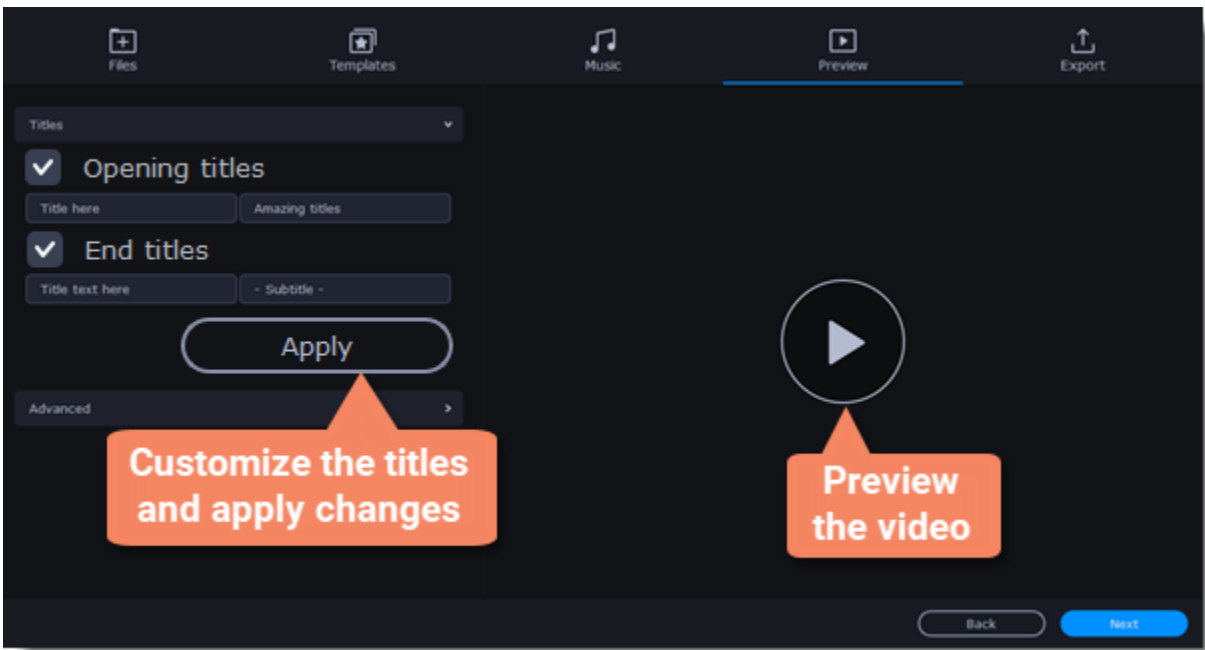 Files
Templates
Music
Preview
Export
Titles
Opening titles
Title here
Amazing titles
End titles
Title text here
- Subtitle -
Apply
Advanced
Customize the titles
and apply changes
Preview
the video
Back
Next